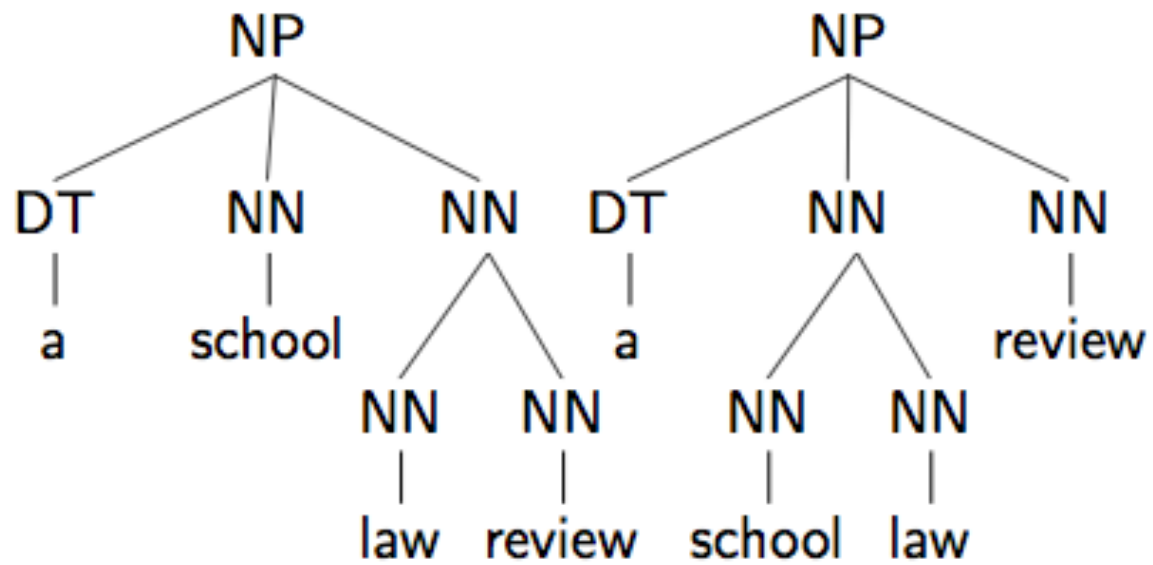 NP NP
DT NN NN DT NN NN
a school a review
NN NN NN NN
law review school law